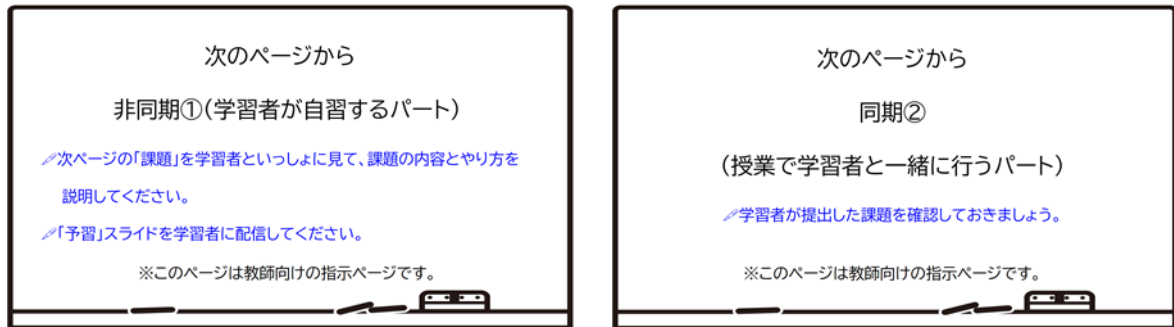 次のページから
非同期①(学習者が自習するパート)
次ページの「課題」を学習者といっしょに見て、課題の内容とやり方を
説明してください。
「予習」スライドを学習者に配信してください。
※このページは教師向けの指示ページです。
次のページから
同期②
(授業で学習者と一緒に行うパート)
学習者が提出した課題を確認しておきましょう。
※このページは教師向けの指示ページです。